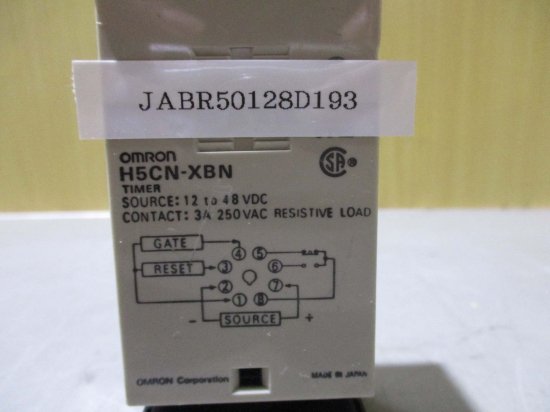 JABR50128D193
OMRON
SA ®
H5CN-XBN
TIMER
SOURCE: 12 to 48 VDC
CONTACT: 3A 250VAC RESISTIVE LOAD
GATE
4 5
RESET
3 6
2 7
1 8
- SOURCE +
OMRON Corporation
MADE IN JAPAN